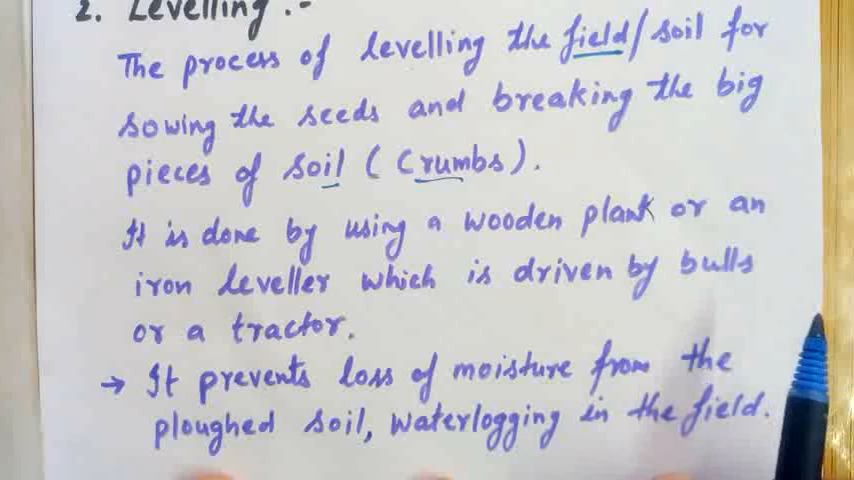 2. Levelling :-
The process of levelling the field/soil for
sowing the seeds and breaking the big
pieces of soil (Crumbs).
It is done by using a wooden plank or an
iron leveller which is driven by bulls
or a tractor.
→ It prevents loss of moisture from the
ploughed soil, waterlogging in the field.